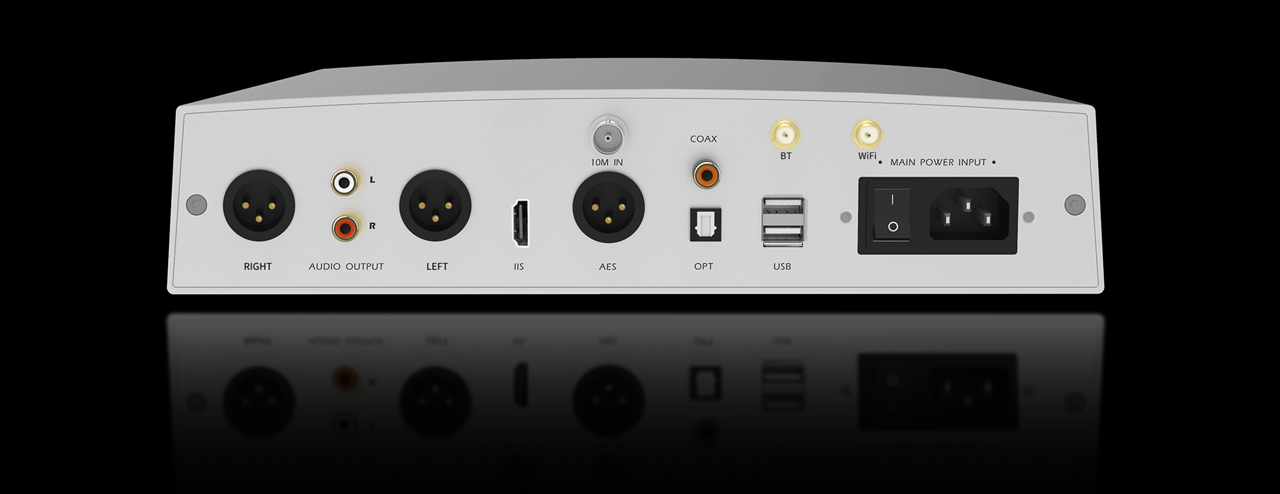 10M IN
COAX
BT
WiFi
• MAIN POWER INPUT •
L
R
RIGHT
AUDIO OUTPUT
LEFT
IIS
AES
OPT
USB